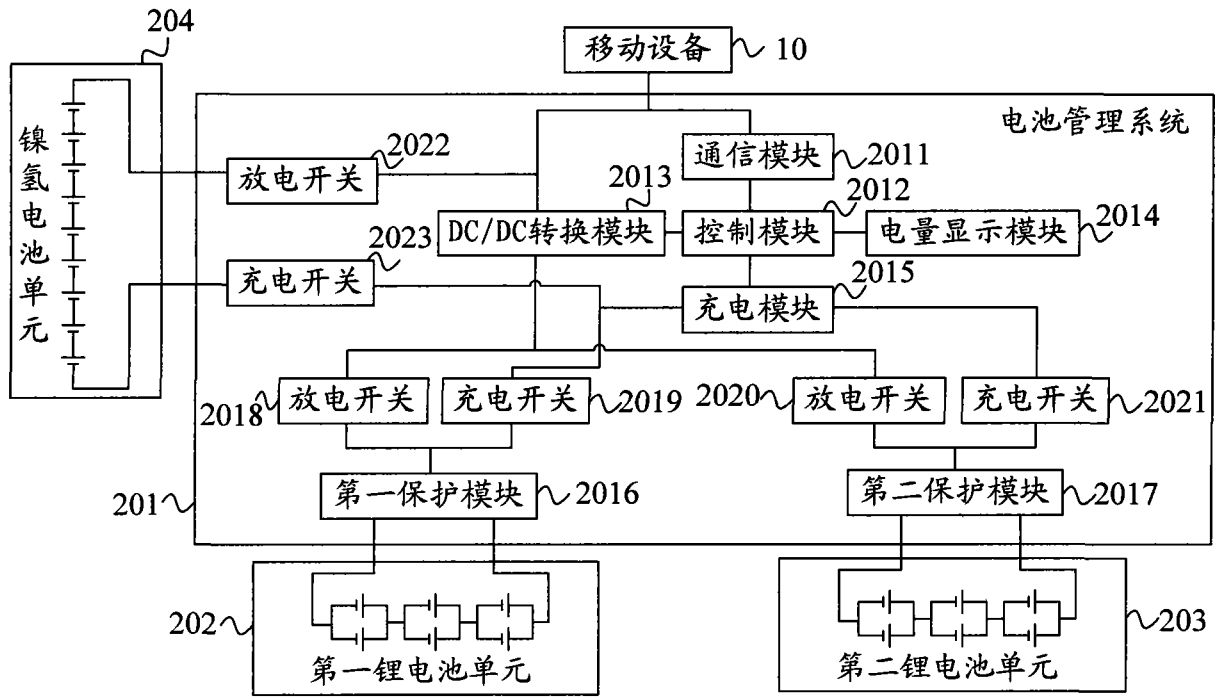 204
移动设备
10
电池管理系统
镍氢电池单元
放电开关
2022
通信模块
2011
DC/DC转换模块
2013
控制模块
2012
电量显示模块
2014
充电开关
2023
充电模块
2015
放电开关
2018
充电开关
2019
放电开关
2020
充电开关
2021
第一保护模块
2016
第二保护模块
2017
201
202
第一锂电池单元
203
第二锂电池单元